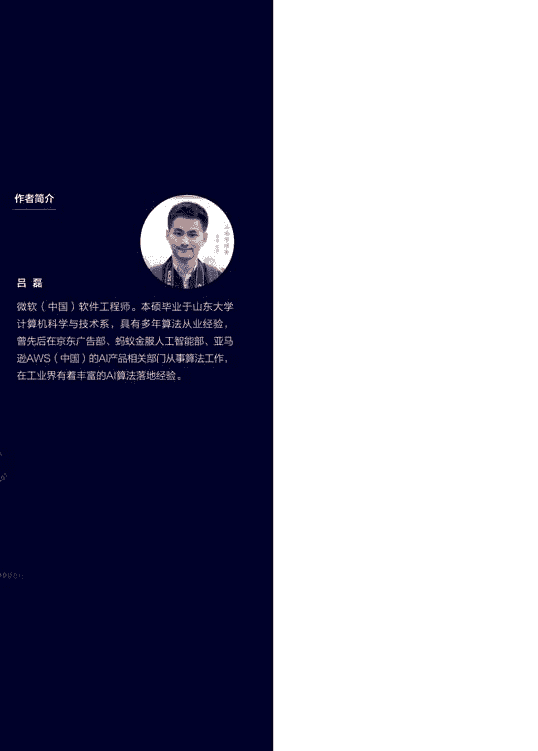 作者简介
吕 磊
微软（中国）软件工程师。本硕毕业于山东大学
计算机科学与技术系，具有多年算法从业经验，
曾先后在京东广告部、蚂蚁金服人工智能部、亚马
逊AWS（中国）的AI产品相关部门从事算法工作，
在工业界有着丰富的AI算法落地经验。